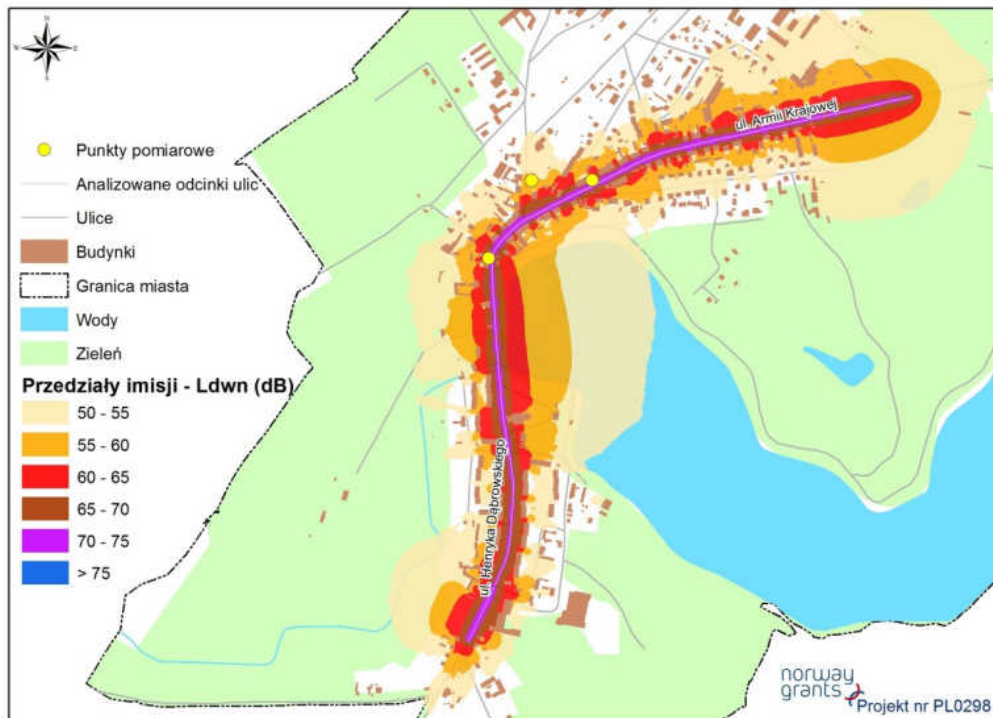 N
W
E
S
Punkty pomiarowe
Analizowane odcinki ulic
Ulice
Budynki
Granica miasta
Wody
Zieleń
Przedziały imisji - Ldwn (dB)
50 - 55
55 - 60
60 - 65
65 - 70
70 - 75
> 75
ul. Armii Krajowej
ul. Henryka Dąbrowskiego
norway
grants
Projekt nr PL0298